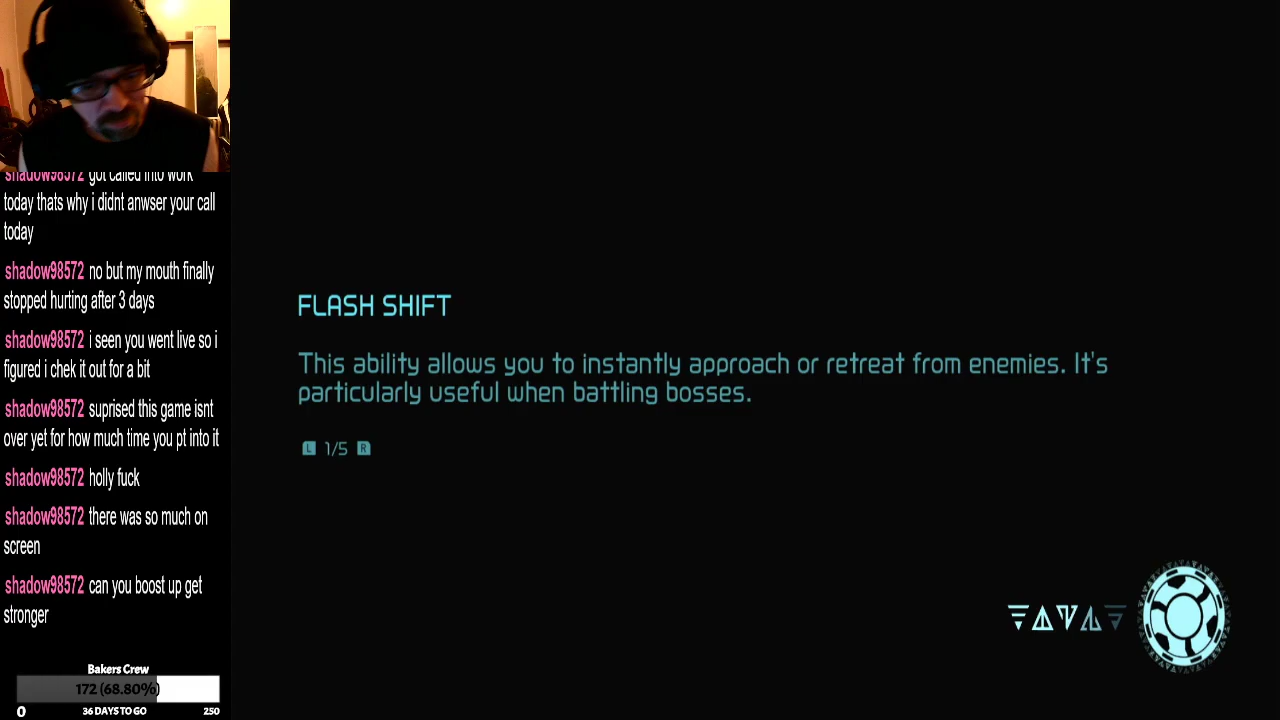 shadow98572 got called into work
today thats why i didnt anwser your call
today
shadow98572 no but my mouth finally
stopped hurting after 3 days
shadow98572 i seen you went live so i
figured i chek it out for a bit
shadow98572 suprised this game isnt
over yet for how much time you pt into it
shadow98572 holly fuck
shadow98572 there was so much on
screen
shadow98572 can you boost up get
stronger
Bakers Crew
172 (68.80%)
0 36 DAYS TO GO 250
FLASH SHIFT
This ability allows you to instantly approach or retreat from enemies. It's
particularly useful when battling bosses.
L 1/5 R